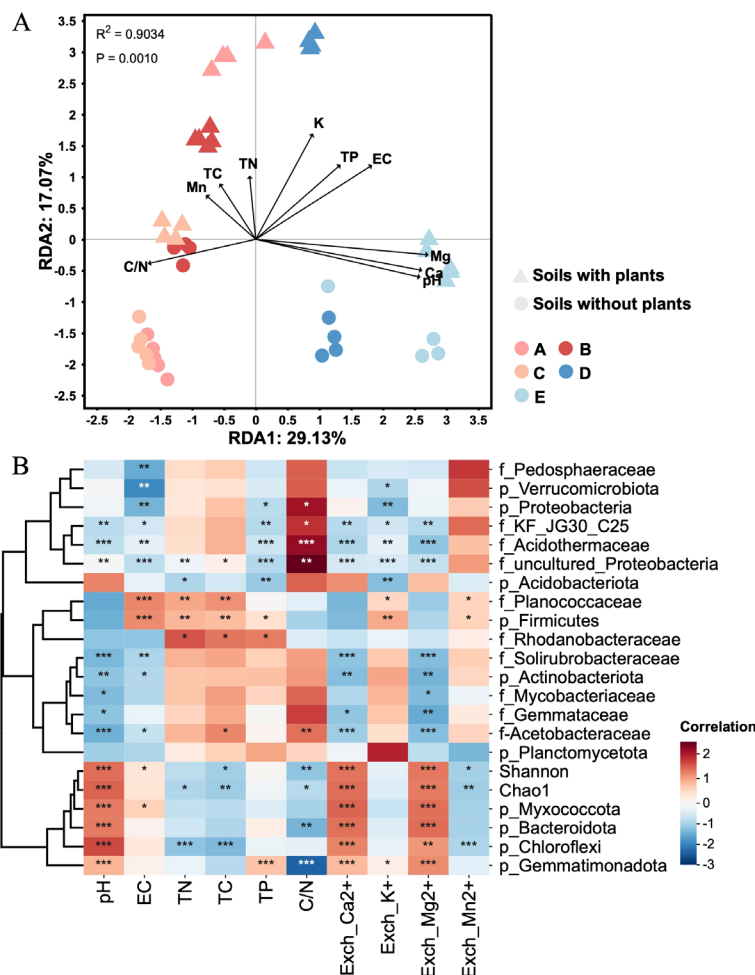 A
R² = 0.9034
P = 0.0010
3.5
3
2.5
2
1.5
1
0.5
0
-0.5
-1
-1.5
-2
-2.5
RDA2: 17.07%
K
TP
EC
TN
TC
Mn
C/N
Mg
Ca
pH
-2.5 -2 -1.5 -1 -0.5 0 0.5 1 1.5 2 2.5 3 3.5
RDA1: 29.13%
Soils with plants
Soils without plants
A B
C D
E
B
** f_Pedosphaeraceae
** * p_Verrucomicrobiota
** * * ** p_Proteobacteria
** * ** * ** * ** f_KF_JG30_C25
*** ** *** *** *** ** *** f_Acidothermaceae
** *** ** * *** ** *** *** *** f_uncultured_Proteobacteria
* ** ** p_Acidobacteriota
*** ** ** * * f_Planococcaceae
*** ** ** * ** * p_Firmicutes
* * * f_Rhodanobacteraceae
*** ** *** *** f_Solirubrobacteraceae
** * ** ** p_Actinobacteriota
* * f_Mycobacteriaceae
* * ** f_Gemmataceae
*** * * ** *** *** f-Acetobacteraceae
p_Planctomycetota
*** * * ** *** *** * Shannon
*** * ** * *** *** ** Chao1
*** * *** *** p_Myxococcota
*** ** *** *** p_Bacteroidota
*** *** *** *** ** *** p_Chloroflexi
*** *** *** *** * *** p_Gemmatimonadota
pH
EC
TN
TC
TP
C/N
Exch_Ca2+
Exch_K+
Exch_Mg2+
Exch_Mn2+
Correlation
2
1
0
-1
-2
-3